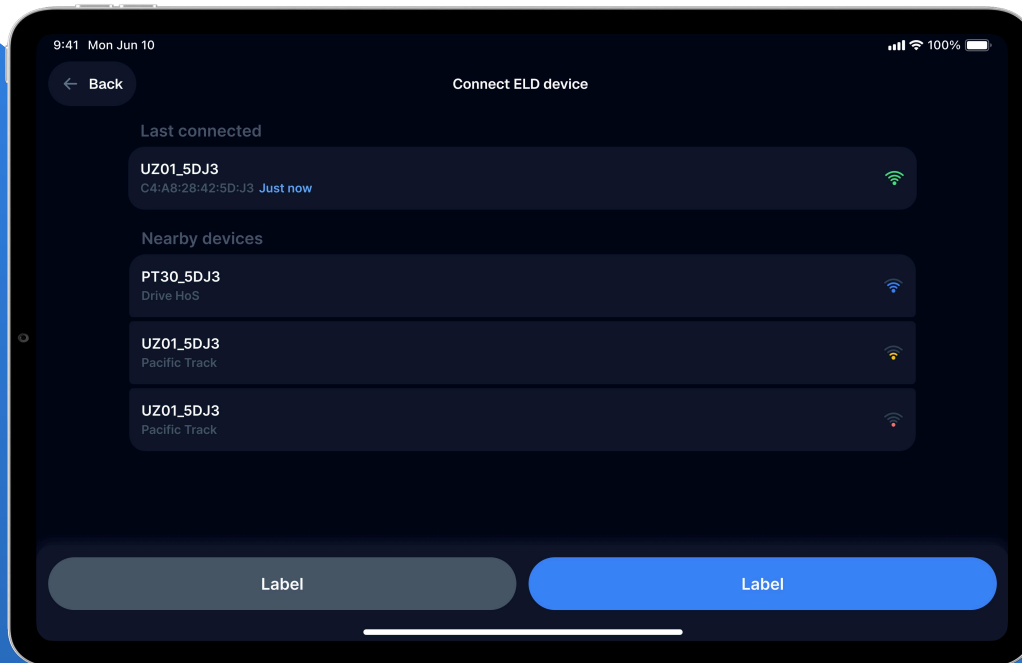 9:41 Mon Jun 10
100%
Back
Connect ELD device
Last connected
UZ01_5DJ3
C4:A8:28:42:5D:J3 Just now
Nearby devices
PT30_5DJ3
Drive HoS
UZ01_5DJ3
Pacific Track
UZ01_5DJ3
Pacific Track
Label
Label